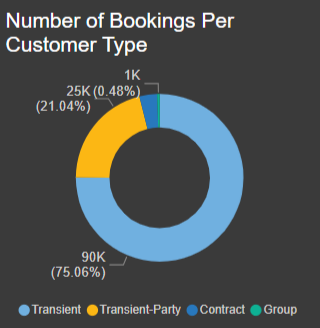 Number of Bookings Per
Customer Type
1K
25K (0.48%)
(21.04%)
90K
(75.06%)
Transient Transient-Party Contract Group